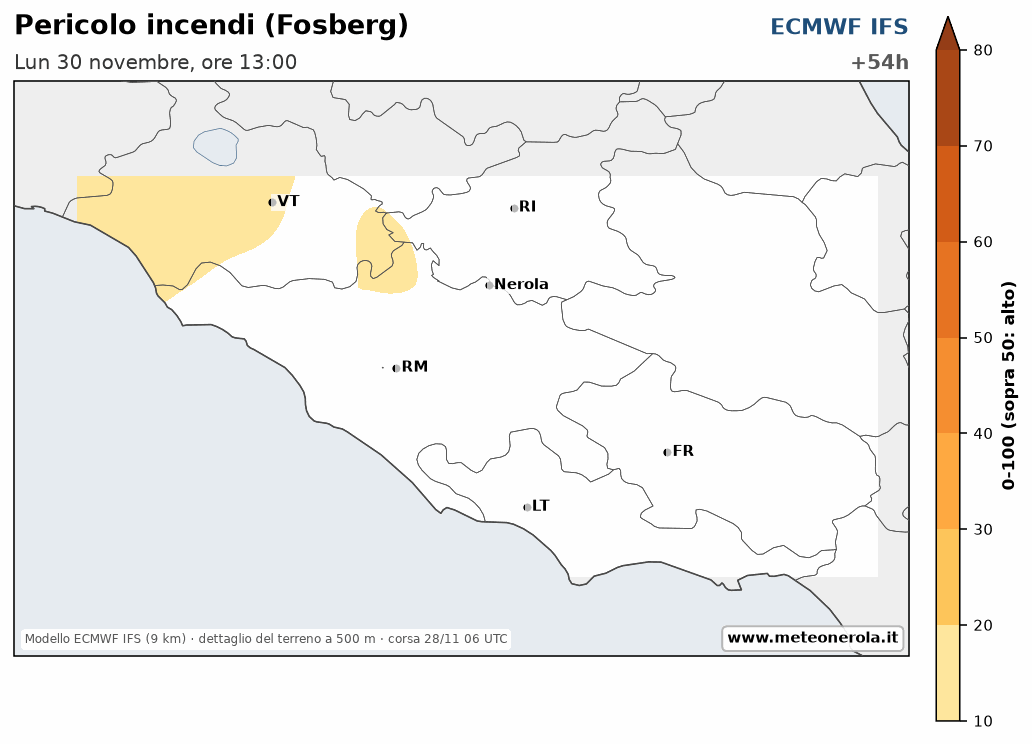 Pericolo incendi (Fosberg)
ECMWF IFS
Lun 30 novembre, ore 13:00
+54h
80
70
60
50
40
30
20
10
0-100 (sopra 50: alto)
VT
RI
Nerola
RM
FR
LT
Modello ECMWF IFS (9 km) · dettaglio del terreno a 500 m · corsa 28/11 06 UTC
www.meteonerola.it